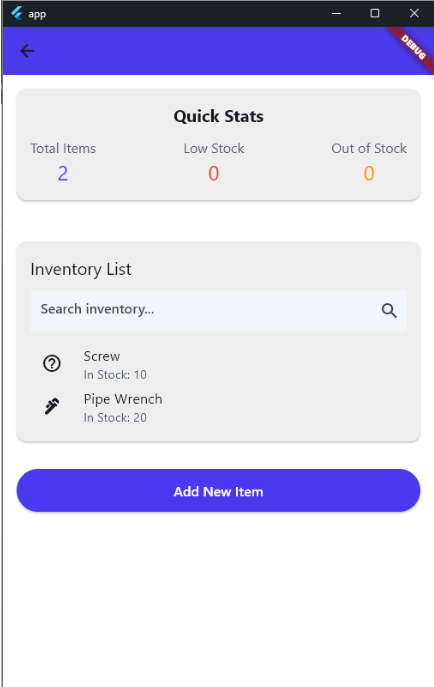 app
DEBUG
Quick Stats
Total Items Low Stock Out of Stock
2 0 0
Inventory List
Search inventory...
Screw
In Stock: 10
Pipe Wrench
In Stock: 20
Add New Item